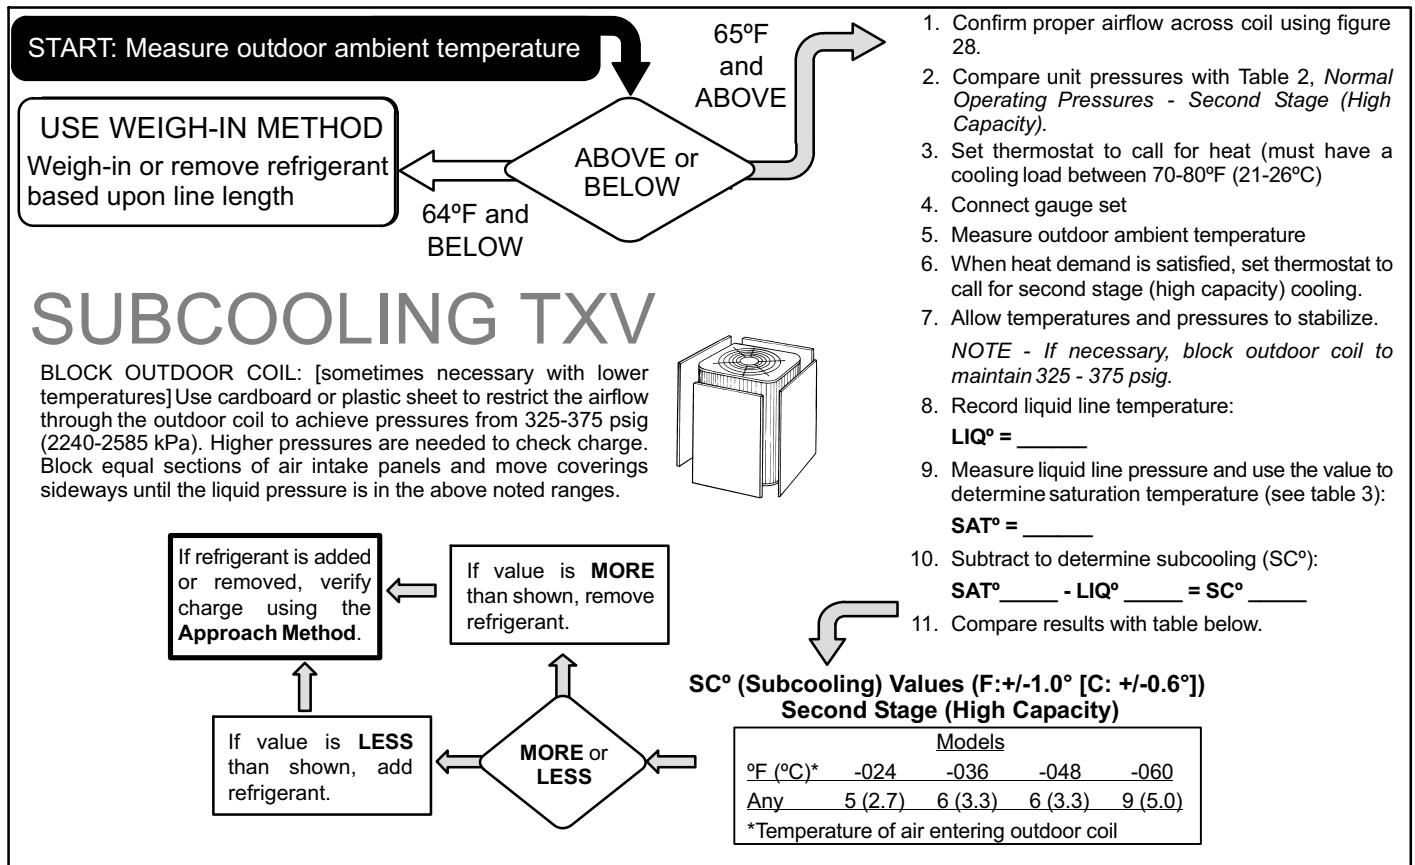 START: Measure outdoor ambient temperature
USE WEIGH-IN METHOD
Weigh-in or remove refrigerant
based upon line length
64ºF and
BELOW
ABOVE or
BELOW
65ºF
and
ABOVE
SUBCOOLING TXV
BLOCK OUTDOOR COIL: [sometimes necessary with lower
temperatures] Use cardboard or plastic sheet to restrict the airflow
through the outdoor coil to achieve pressures from 325-375 psig
(2240-2585 kPa). Higher pressures are needed to check charge.
Block equal sections of air intake panels and move coverings
sideways until the liquid pressure is in the above noted ranges.
1. Confirm proper airflow across coil using figure
28.
2. Compare unit pressures with Table 2, Normal
Operating Pressures - Second Stage (High
Capacity).
3. Set thermostat to call for heat (must have a
cooling load between 70-80ºF (21-26ºC)
4. Connect gauge set
5. Measure outdoor ambient temperature
6. When heat demand is satisfied, set thermostat to
call for second stage (high capacity) cooling.
7. Allow temperatures and pressures to stabilize.
NOTE - If necessary, block outdoor coil to
maintain 325 - 375 psig.
8. Record liquid line temperature:
LIQº = ______
9. Measure liquid line pressure and use the value to
determine saturation temperature (see table 3):
SATº = ______
10. Subtract to determine subcooling (SCº):
SATº_____ - LIQº _____ = SCº _____
11. Compare results with table below.
SCº (Subcooling) Values (F:+/-1.0° [C: +/-0.6°])
Second Stage (High Capacity)
Models
ºF (ºC)* -024 -036 -048 -060
Any 5 (2.7) 6 (3.3) 6 (3.3) 9 (5.0)
*Temperature of air entering outdoor coil
MORE or
LESS
If value is MORE
than shown, remove
refrigerant.
If value is LESS
than shown, add
refrigerant.
If refrigerant is added
or removed, verify
charge using the
Approach Method.